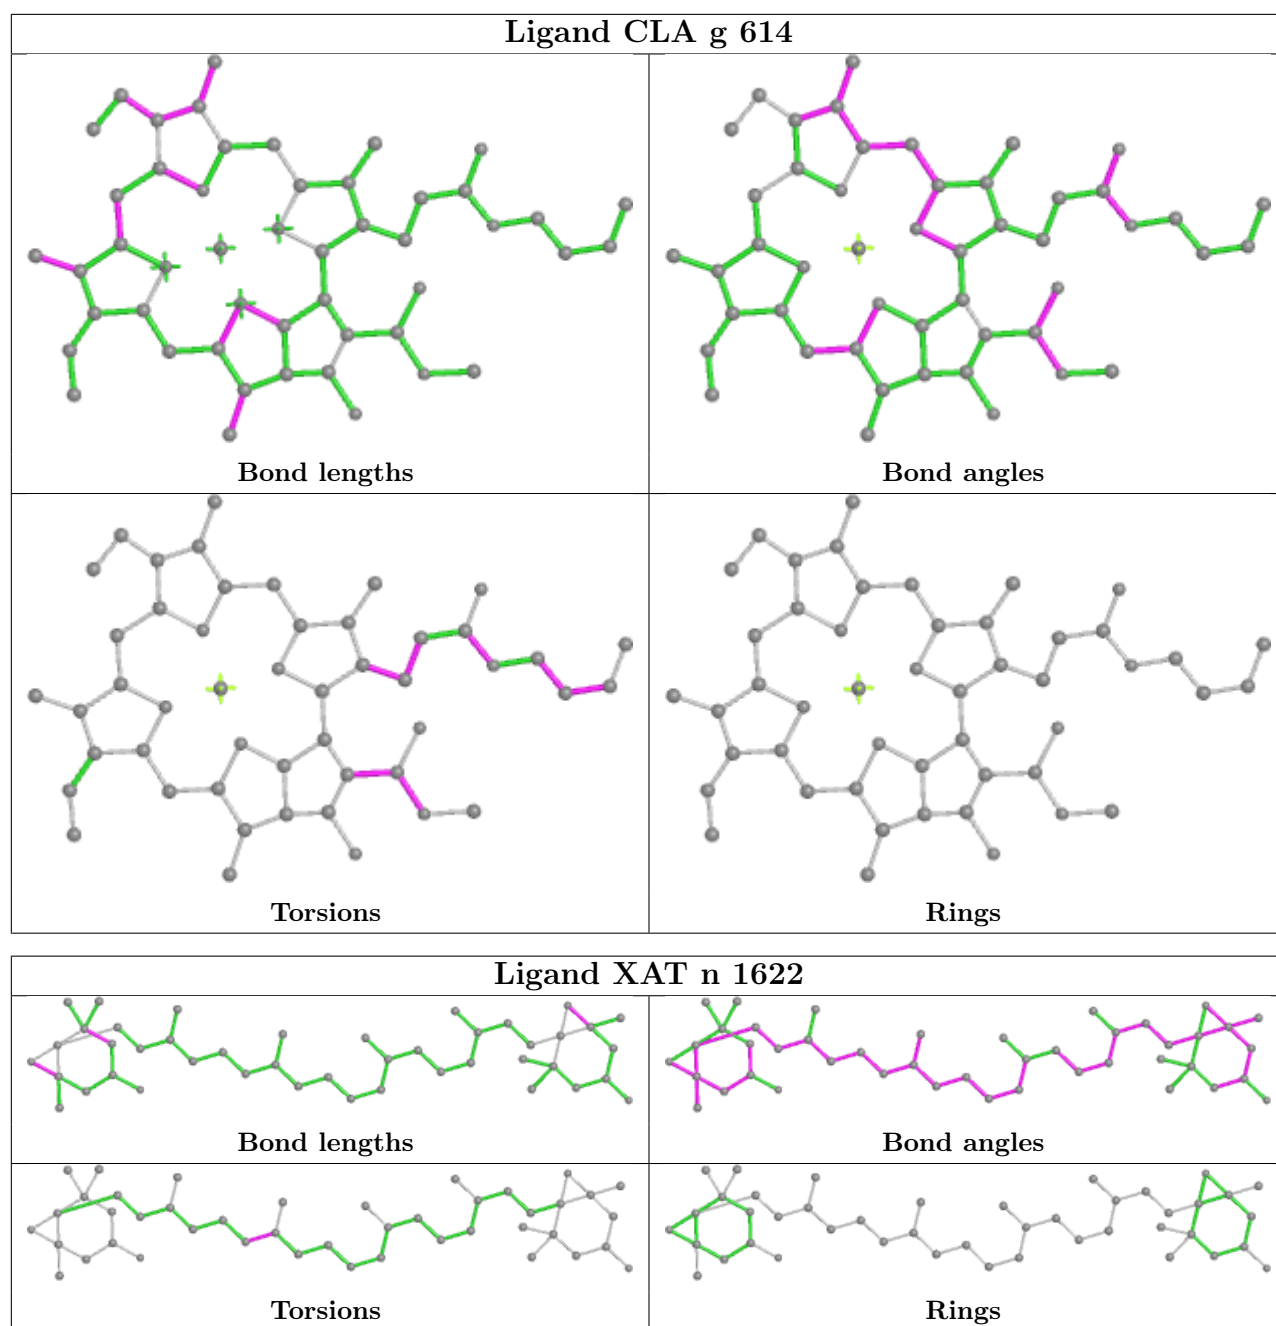 Ligand CLA g 614
Bond lengths
Bond angles
Torsions
Rings
Ligand XAT n 1622
Bond lengths
Bond angles
Torsions
Rings